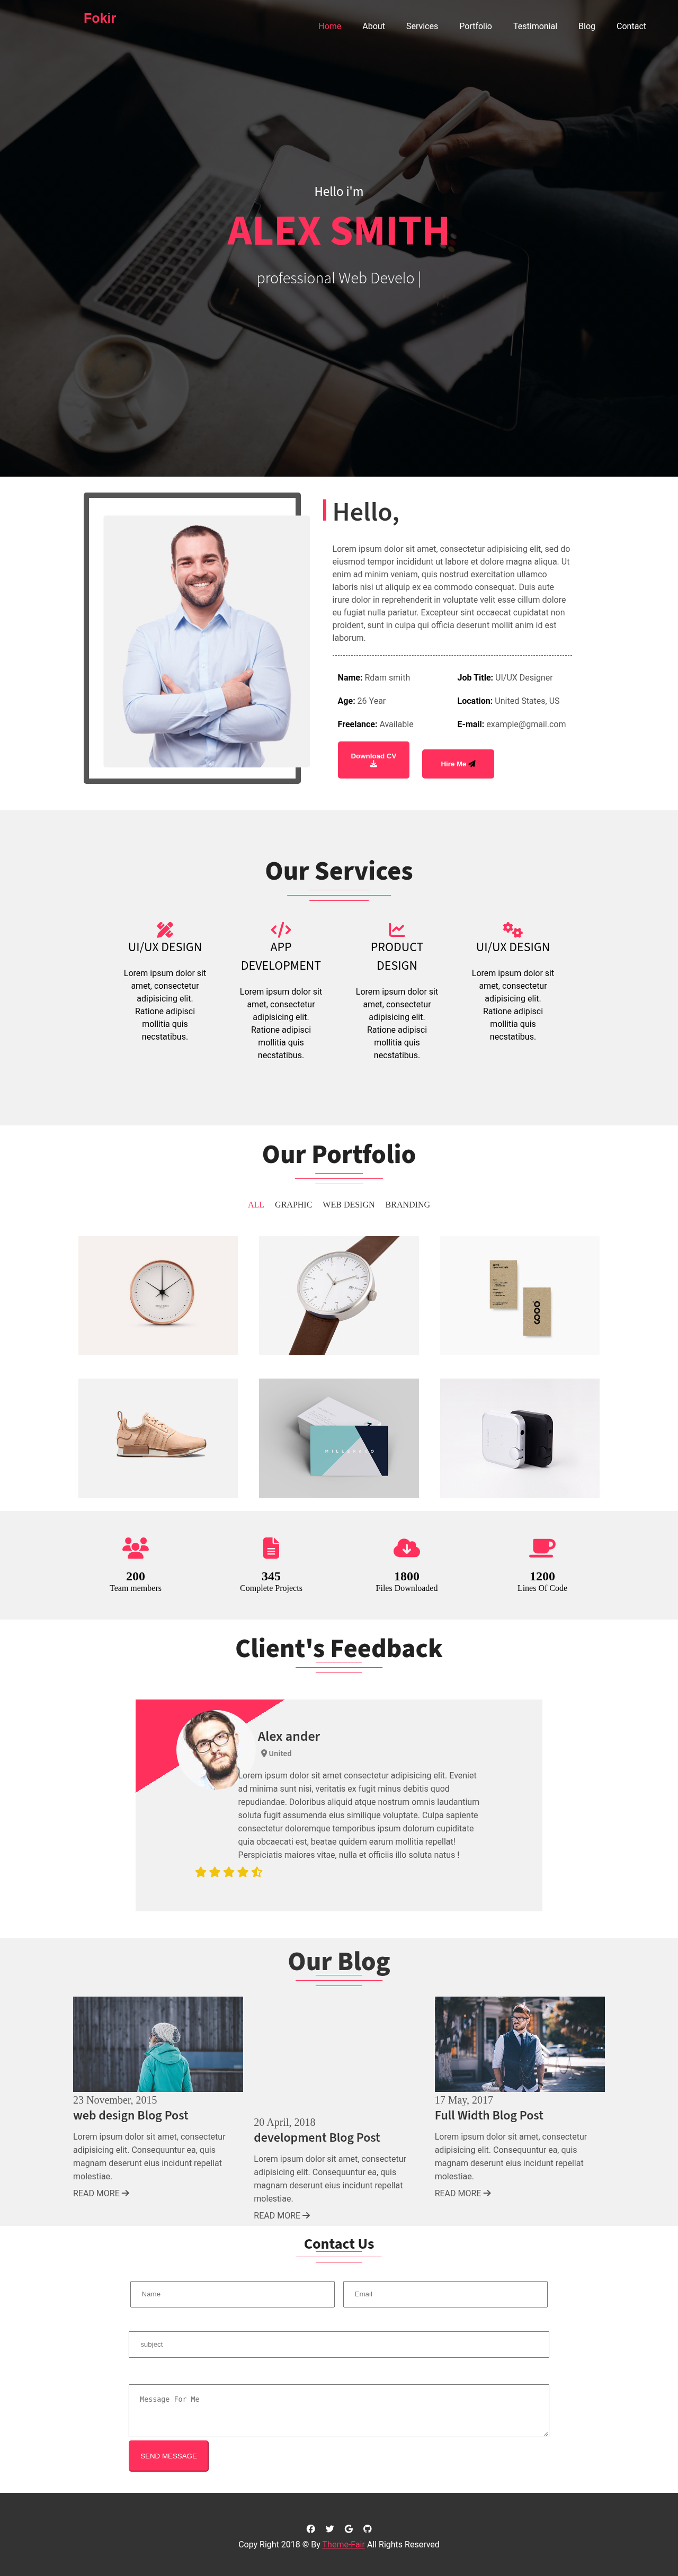 Fokir
Home About Services Portfolio Testimonial Blog Contact
Hello i'm
ALEX SMITH
professional Web Develo |
Hello,
Lorem ipsum dolor sit amet, consectetur adipisicing elit, sed do
eiusmod tempor incididunt ut labore et dolore magna aliqua. Ut
enim ad minim veniam, quis nostrud exercitation ullamco
laboris nisi ut aliquip ex ea commodo consequat. Duis aute
irure dolor in reprehenderit in voluptate velit esse cillum dolore
eu fugiat nulla pariatur. Excepteur sint occaecat cupidatat non
proident, sunt in culpa qui officia deserunt mollit anim id est
laborum.
Name: Rdam smith
Job Title: UI/UX Designer
Age: 26 Year
Location: United States, US
Freelance: Available
E-mail: example@gmail.com
Download CV
Hire Me
Our Services
UI/UX DESIGN
Lorem ipsum dolor sit
amet, consectetur
adipisicing elit.
Ratione adipisci
mollitia quis
necstatibus.
APP
DEVELOPMENT
Lorem ipsum dolor sit
amet, consectetur
adipisicing elit.
Ratione adipisci
mollitia quis
necstatibus.
PRODUCT
DESIGN
Lorem ipsum dolor sit
amet, consectetur
adipisicing elit.
Ratione adipisci
mollitia quis
necstatibus.
UI/UX DESIGN
Lorem ipsum dolor sit
amet, consectetur
adipisicing elit.
Ratione adipisci
mollitia quis
necstatibus.
Our Portfolio
ALL GRAPHIC WEB DESIGN BRANDING
200
Team members
345
Complete Projects
1800
Files Downloaded
1200
Lines Of Code
Client's Feedback
Alex ander
United
Lorem ipsum dolor sit amet consectetur adipisicing elit. Eveniet
ad minima sunt nisi, veritatis ex fugit minus debitis quod
repudiandae. Doloribus aliquid atque nostrum omnis laudantium
soluta fugit assumenda eius similique voluptate. Culpa sapiente
consectetur doloremque temporibus ipsum dolorum cupiditate
quia obcaecati est, beatae quidem earum mollitia repellat!
Perspiciatis maiores vitae, nulla et officiis illo soluta natus !
Our Blog
23 November, 2015
web design Blog Post
Lorem ipsum dolor sit amet, consectetur
adipisicing elit. Consequuntur ea, quis
magnam deserunt eius incidunt repellat
molestiae.
READ MORE
20 April, 2018
development Blog Post
Lorem ipsum dolor sit amet, consectetur
adipisicing elit. Consequuntur ea, quis
magnam deserunt eius incidunt repellat
molestiae.
READ MORE
17 May, 2017
Full Width Blog Post
Lorem ipsum dolor sit amet, consectetur
adipisicing elit. Consequuntur ea, quis
magnam deserunt eius incidunt repellat
molestiae.
READ MORE
Contact Us
Name
Email
subject
Message For Me
SEND MESSAGE
Copy Right 2018 © By Theme-Fair All Rights Reserved